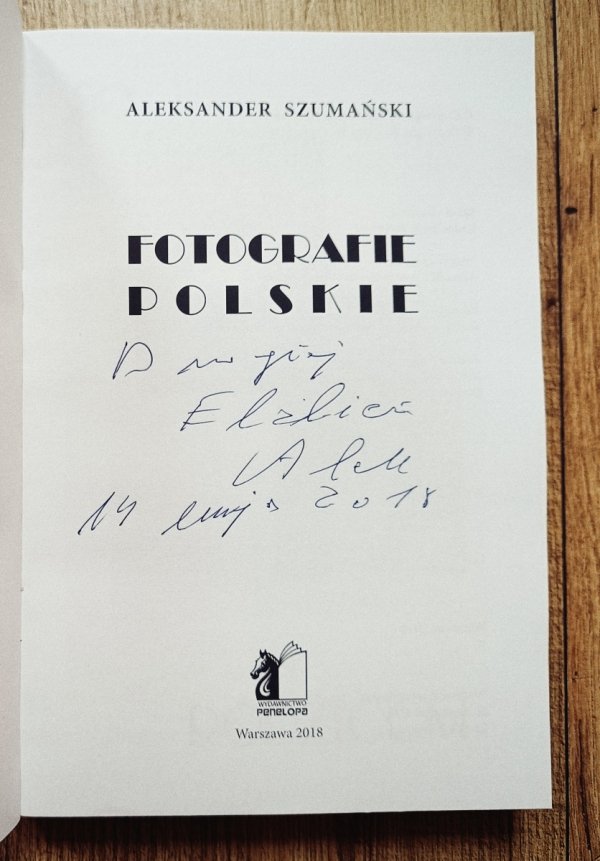 ALEKSANDER SZUMAŃSKI
FOTOGRAFIE
POLSKIE
Drogiej
Elżbiecie
Alek
14 maja 2018
WYDAWNICTWO
PENELOPA
Warszawa 2018